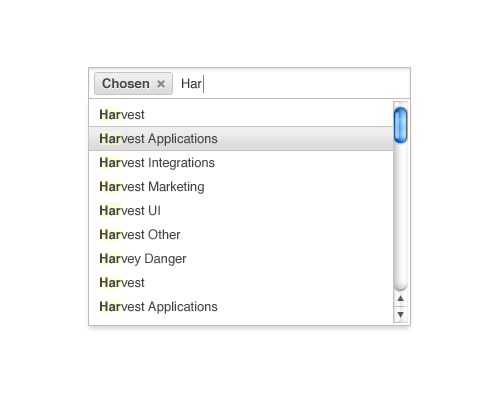 Chosen Har
Harvest
Harvest Applications
Harvest Integrations
Harvest Marketing
Harvest UI
Harvest Other
Harvey Danger
Harvest
Harvest Applications